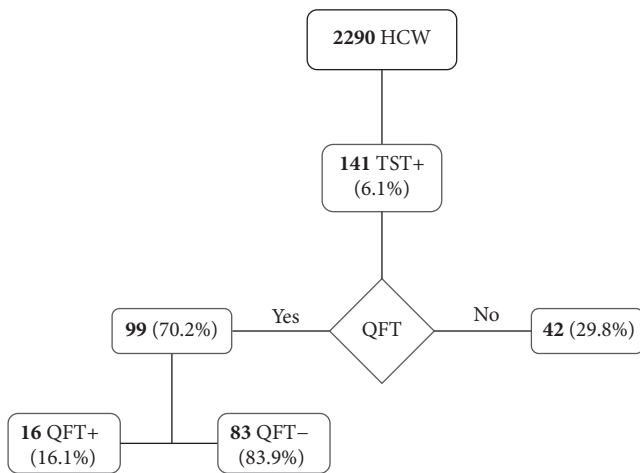 2290 HCW
141 TST+
(6.1%)
Yes
No
99 (70.2%)
QFT
42 (29.8%)
16 QFT+
(16.1%)
83 QFT−
(83.9%)